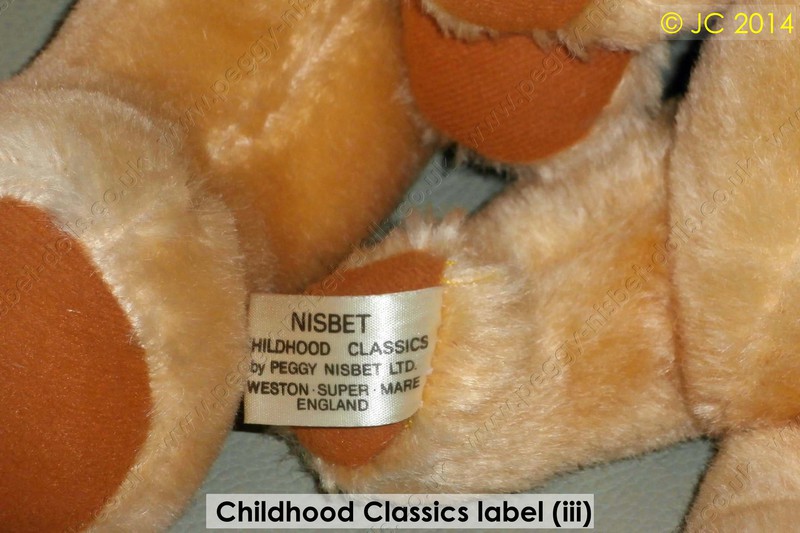 © JC 2014
NISBET
HILDHOOD CLASSICS
by PEGGY NISBET LTD.
WESTON·SUPER·MARE
ENGLAND
Childhood Classics label (iii)